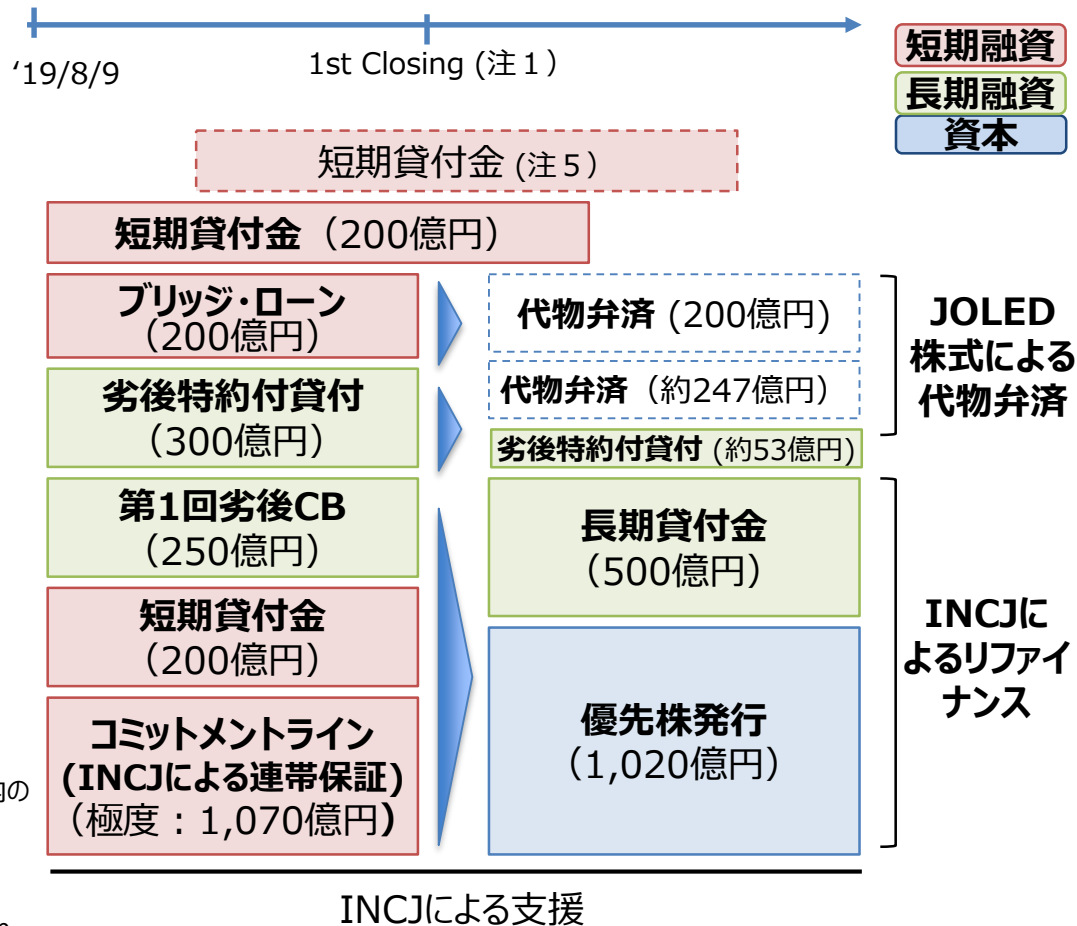 ‘19/8/9
1st Closing (注１)
短期融資
長期融資
資本
短期貸付金 (注５)
短期貸付金（200億円）
ブリッジ・ローン
（200億円）
代物弁済 (200億円)
劣後特約付貸付
（300億円）
代物弁済（約247億円）
劣後特約付貸付 (約53億円)
JOLED
株式による
代物弁済
第1回劣後CB
（250億円）
短期貸付金
（200億円）
コミットメントライン
(INCJによる連帯保証)
（極度：1,070億円)
長期貸付金
（500億円）
優先株発行
（1,020億円）
INCJに
よるリファイ
ナンス
の
INCJによる支援